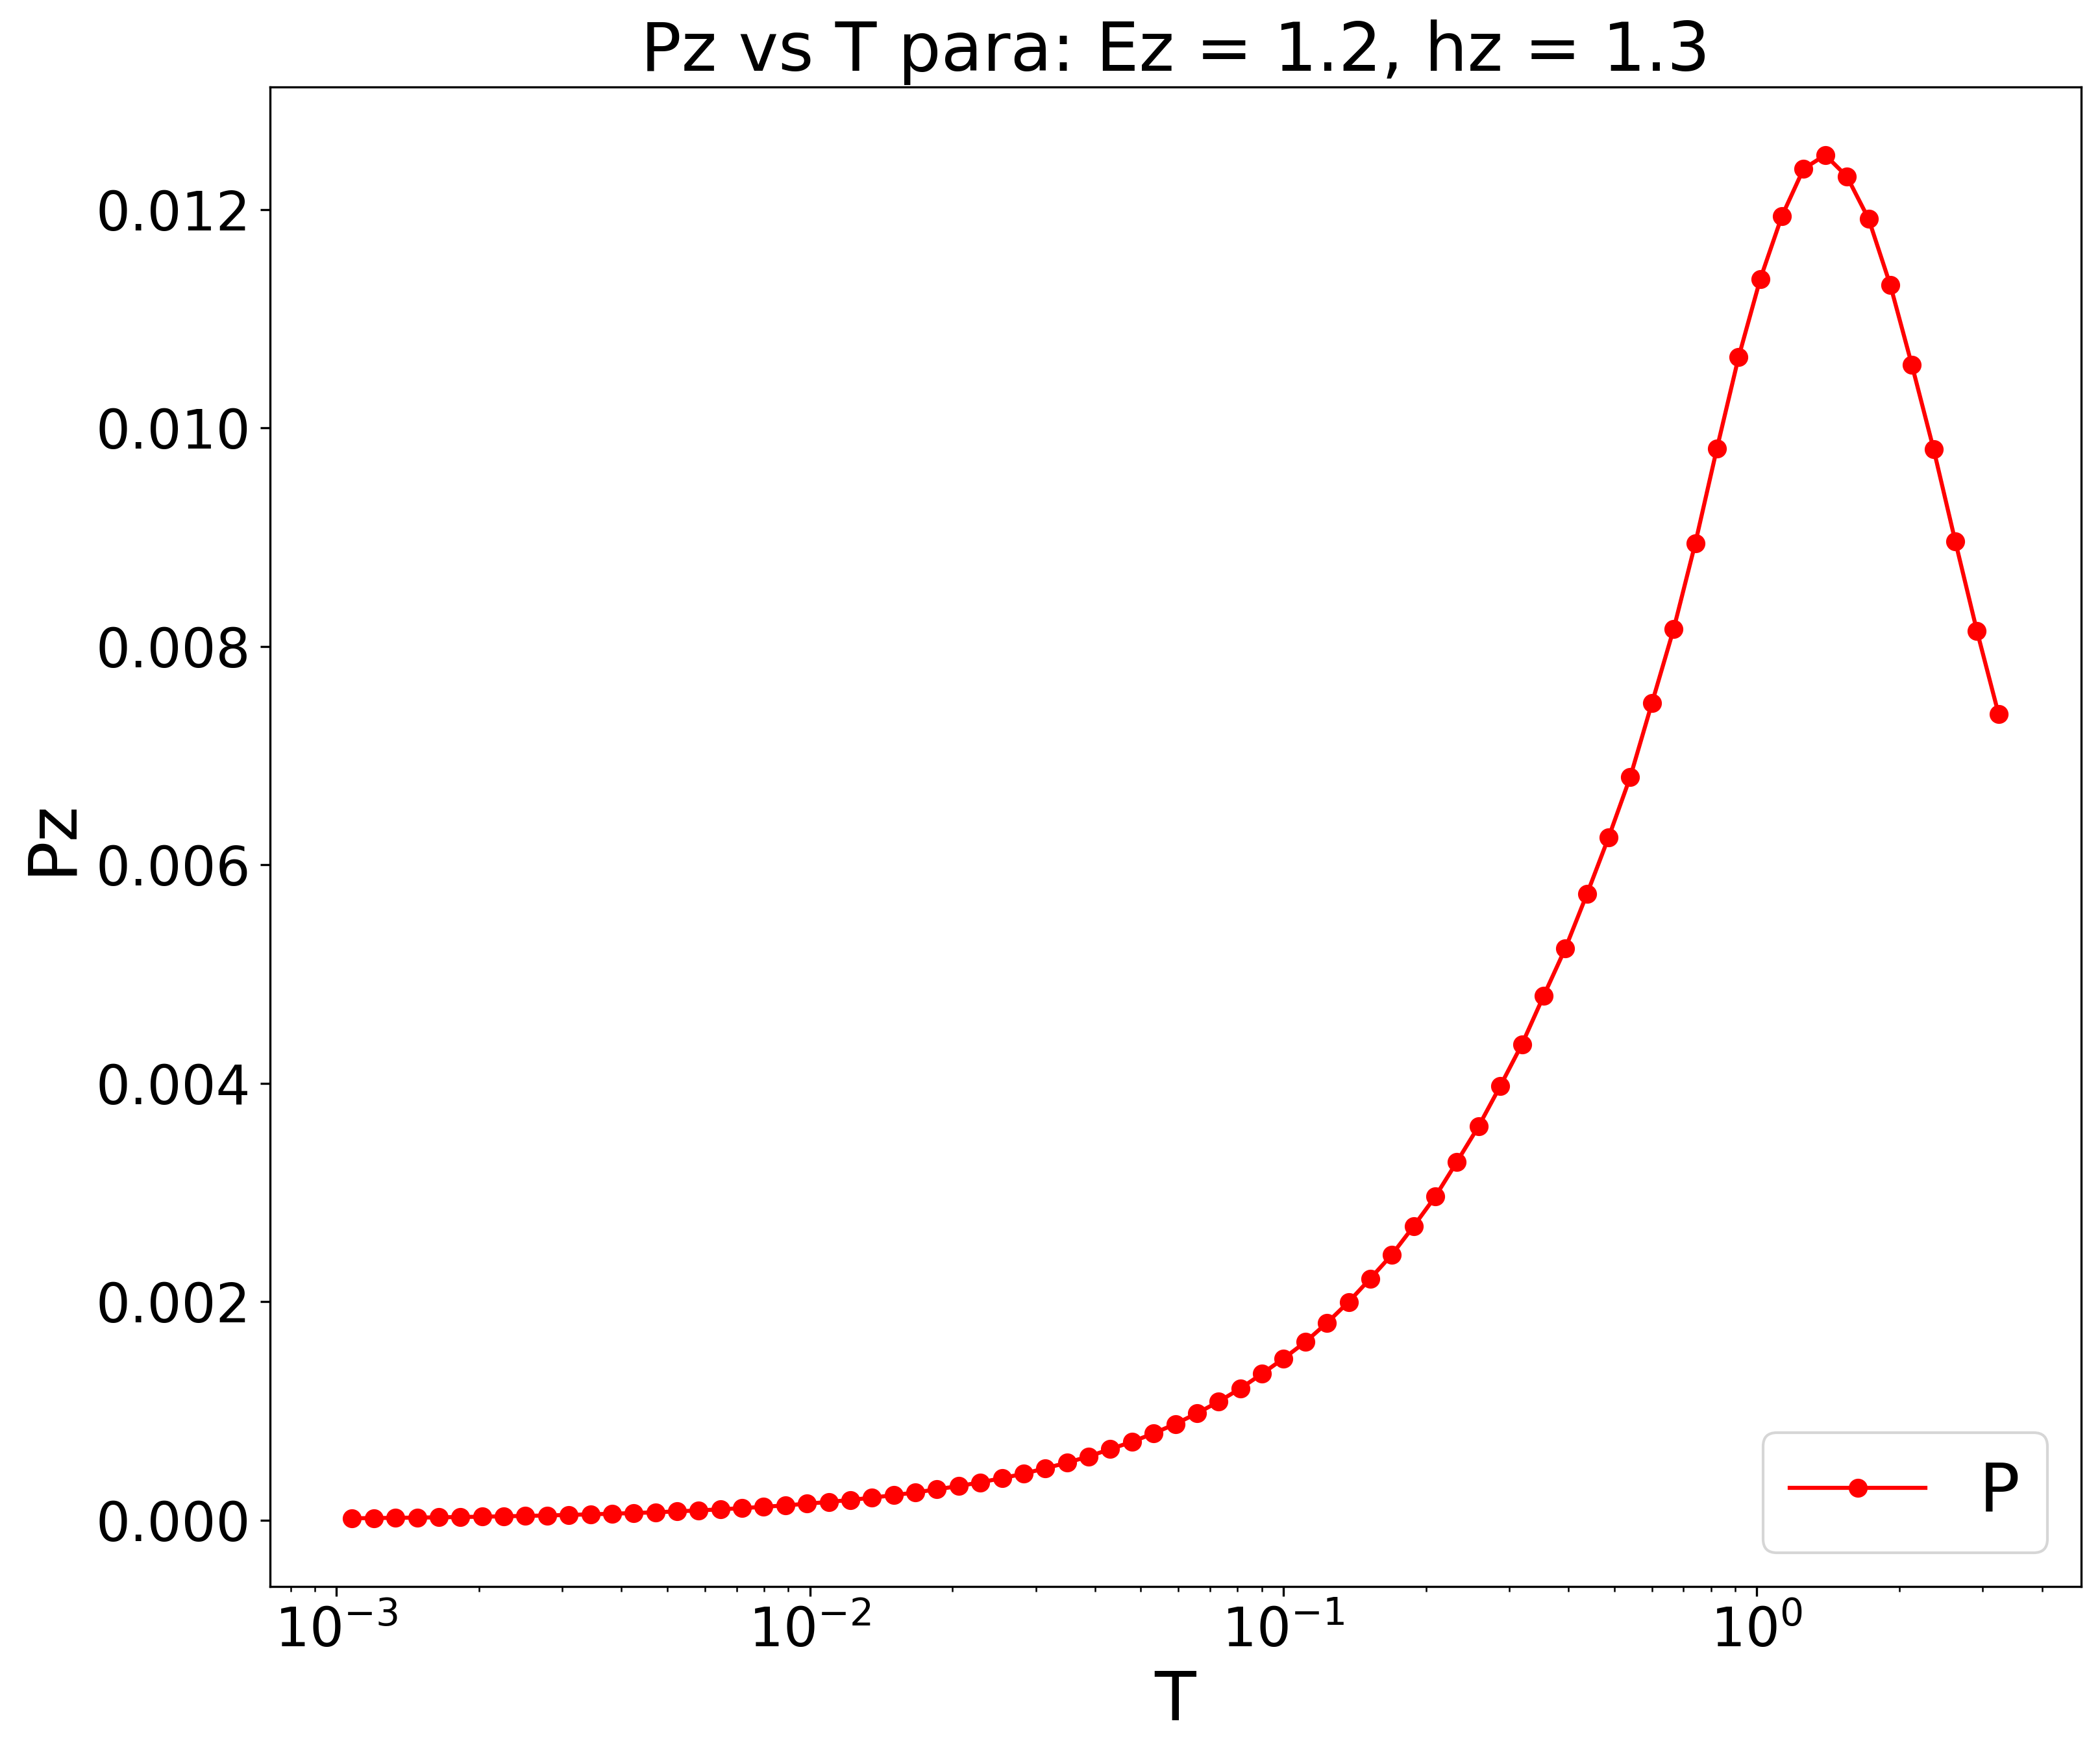 Pz vs T para: Ez = 1.2, hz = 1.3
0.012
0.010
0.008
0.006
0.004
0.002
0.000
Pz
P
10⁻³ 10⁻² 10⁻¹ 10⁰
T